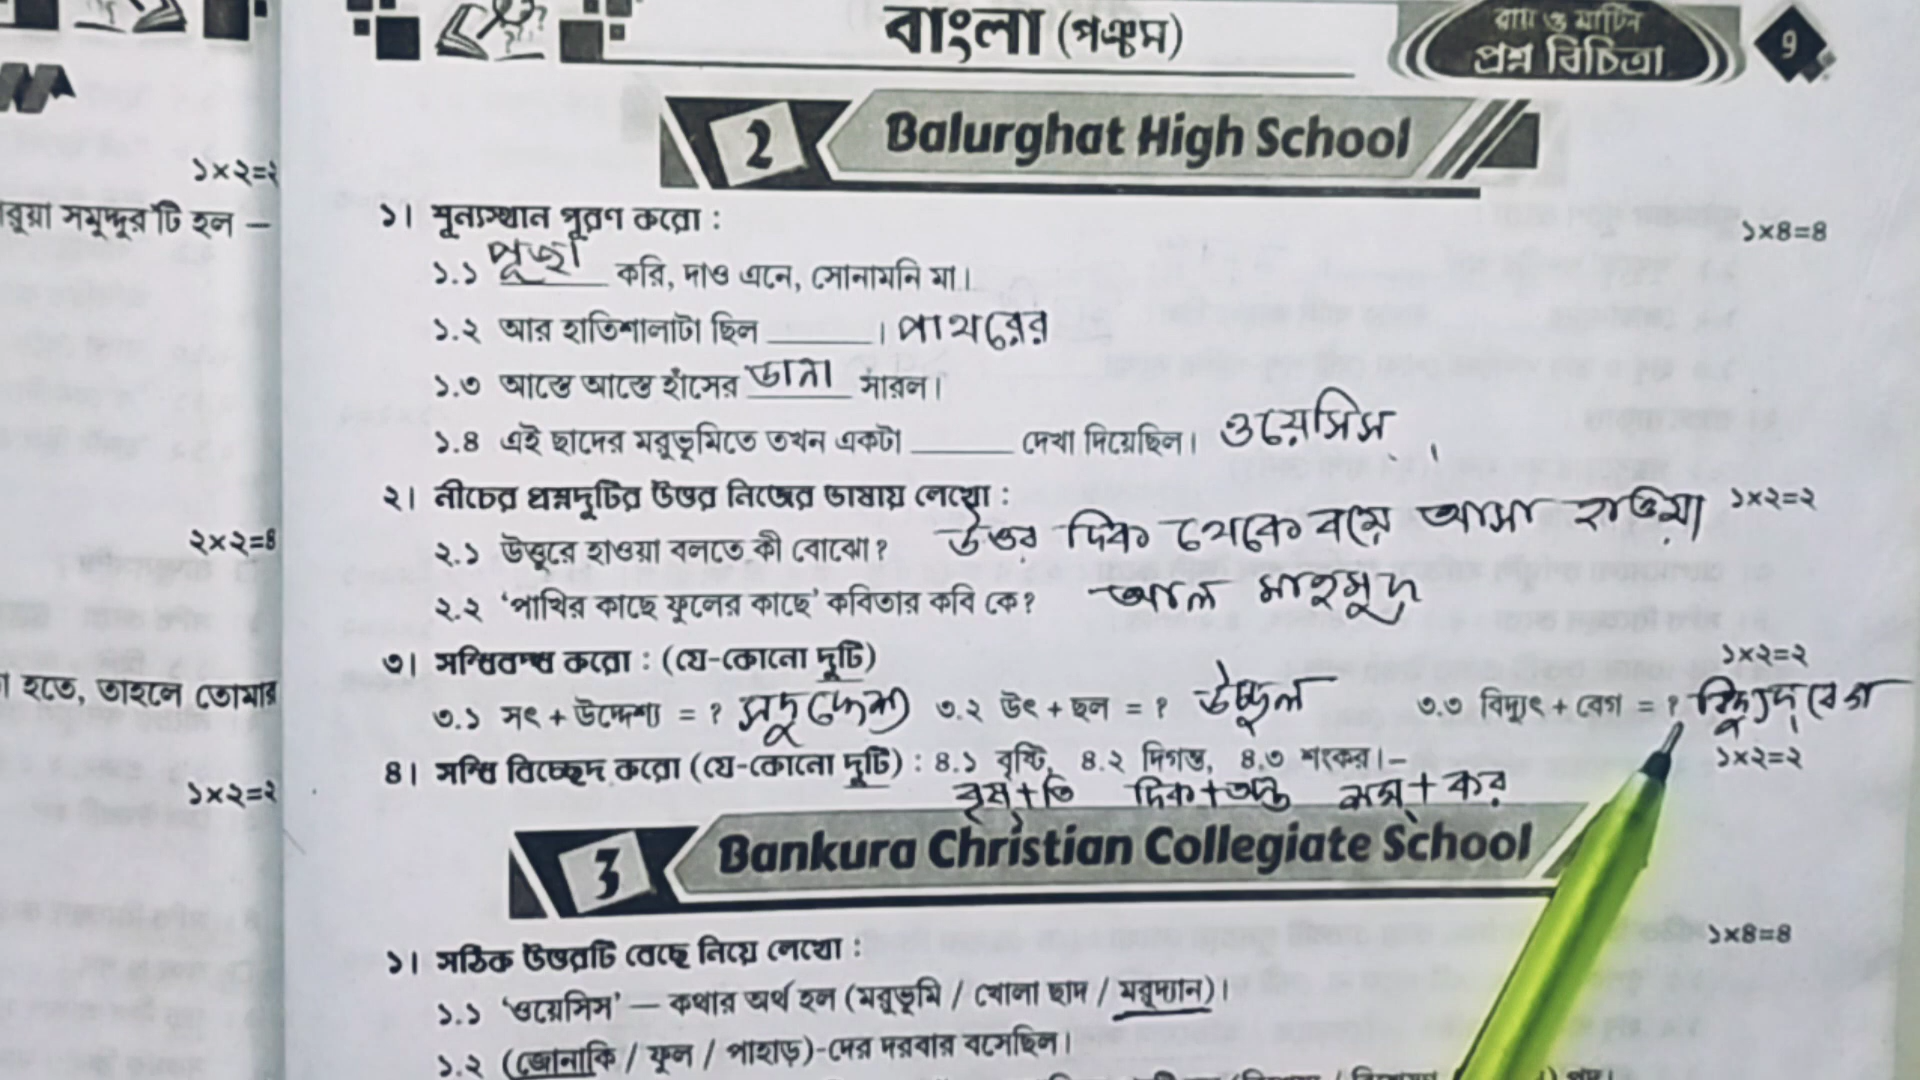 বাংলা (পঞ্চম)
রায় ও মার্টিন
প্রশ্ন বিচিত্রা
9
2 Balurghat High School
১×২=২
রুয়া সমুদ্দুর'টি হল –
২×২=৪
হতে, তাহলে তোমার
১×২=২
১। শূন্যস্থান পূরণ করো : ১×৪=৪
১.১ পূজা করি, দাও এনে, সোনামনি মা।
১.২ আর হাতিশালাটা ছিল ______। পাথরের
১.৩ আস্তে আস্তে হাঁসের ডানা সারল।
১.৪ এই ছাদের মরুভূমিতে তখন একটা ______ দেখা দিয়েছিল। ওয়েসিস
২। নীচের প্রশ্নদুটির উত্তর নিজের ভাষায় লেখো : ১×২=২
২.১ উত্তুরে হাওয়া বলতে কী বোঝো? উত্তর দিক থেকে বয়ে আসা হাওয়া
২.২ 'পাখির কাছে ফুলের কাছে' কবিতার কবি কে? আল মাহমুদ
৩। সন্ধিবদ্ধ করো : (যে-কোনো দুটি) ১×২=২
৩.১ সৎ + উদ্দেশ্য = ? সদুদ্দেশ্য ৩.২ উৎ + ছল = ? উচ্ছল ৩.৩ বিদ্যুৎ + বেগ = ? বিদ্যুদ্‌বেগ
৪। সন্ধি বিচ্ছেদ করো (যে-কোনো দুটি) : ৪.১ বৃষ্টি, ৪.২ দিগন্ত, ৪.৩ শংকর।– ১×২=২
বৃষ্+তি দিক+অন্ত শম্+কর
3 Bankura Christian Collegiate School
১। সঠিক উত্তরটি বেছে নিয়ে লেখো : ১×৪=৪
১.১ 'ওয়েসিস' — কথার অর্থ হল (মরুভূমি / খোলা ছাদ / মরূদ্যান)।
১.২ (জোনাকি / ফুল / পাহাড়)-দের দরবার বসেছিল।